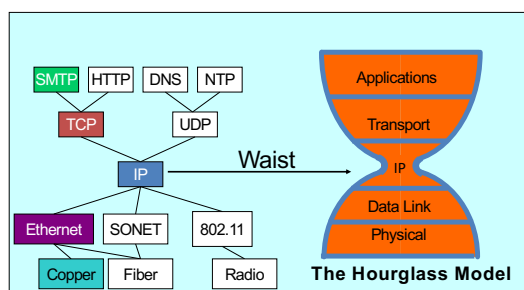 SMTP HTTP DNS NTP
TCP UDP
IP
Ethernet SONET 802.11
Copper Fiber Radio
Waist
Applications
Transport
IP
Data Link
Physical
The Hourglass Model